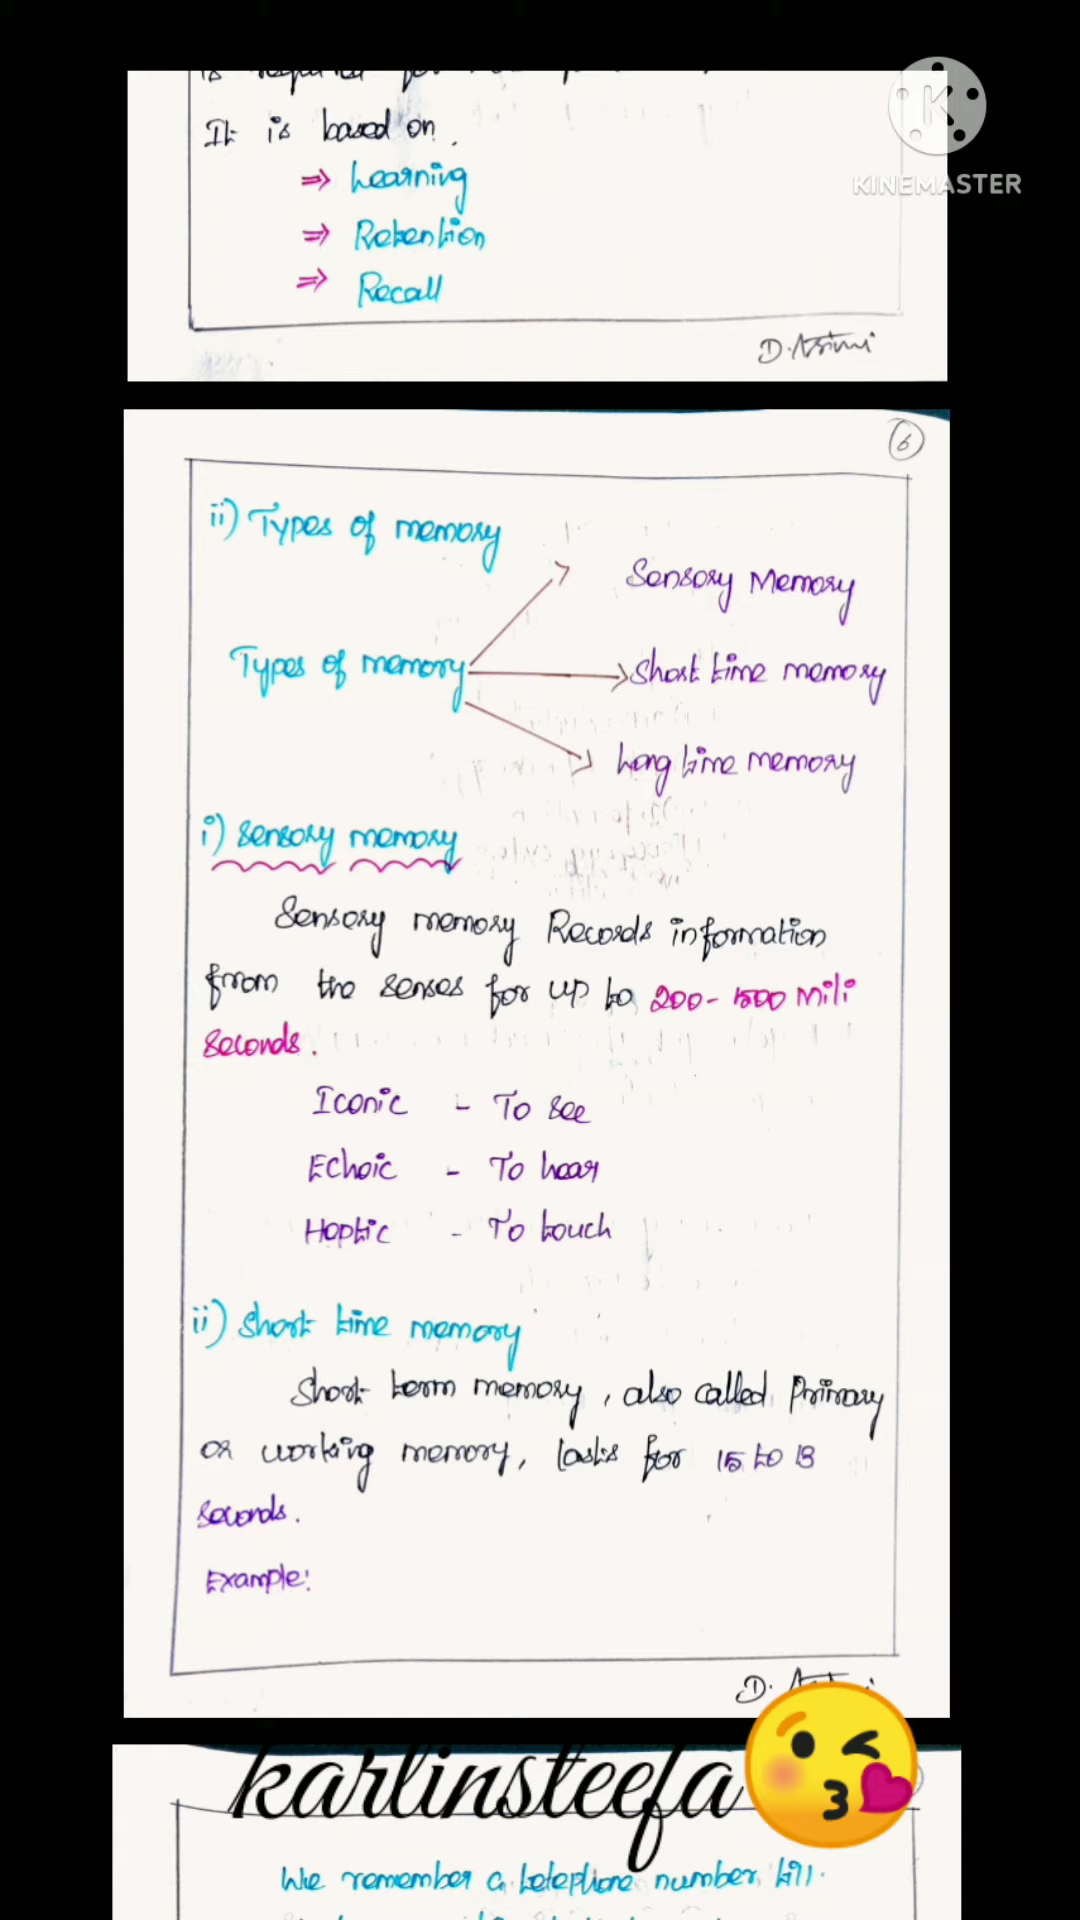 It is based on.
⇒ Learning
⇒ Retention
⇒ Recall
KINEMASTER
6
ii) Types of memory
Sensory Memory
Types of memory
Short time memory
Long time memory
i) Sensory memory
Sensory memory Records information
from the senses for up to 200-1500 Mili
Seconds.
Iconic - To see
Echoic - To hear
Hoptic - To touch
ii) Short time memory
Short term memory, also called Primary
or working memory, lasts for 15 to 18
Seconds.
Example:
karlinsteefa
We remember a telephone number till.